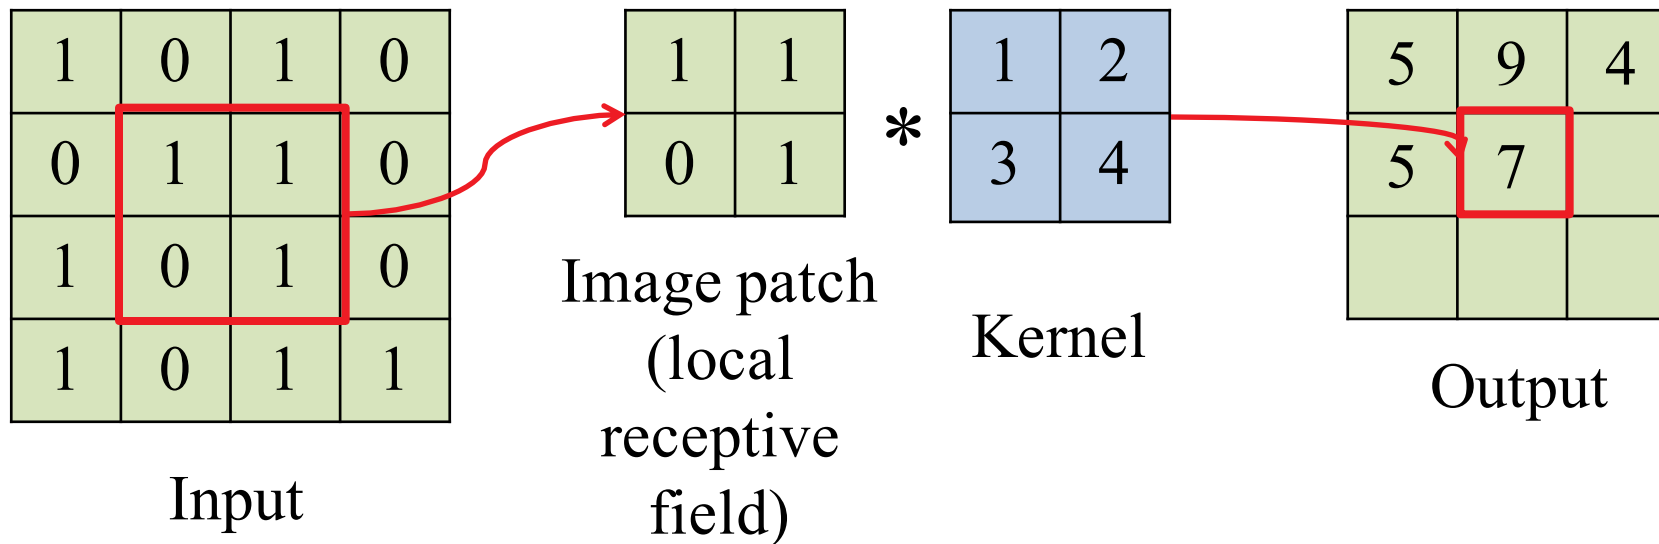 1 0 1 0
0 1 1 0
1 0 1 0
1 0 1 1
Input
1 1
0 1
Image patch
(local
receptive
field)
*
1 2
3 4
Kernel
5 9 4
5 7
Output